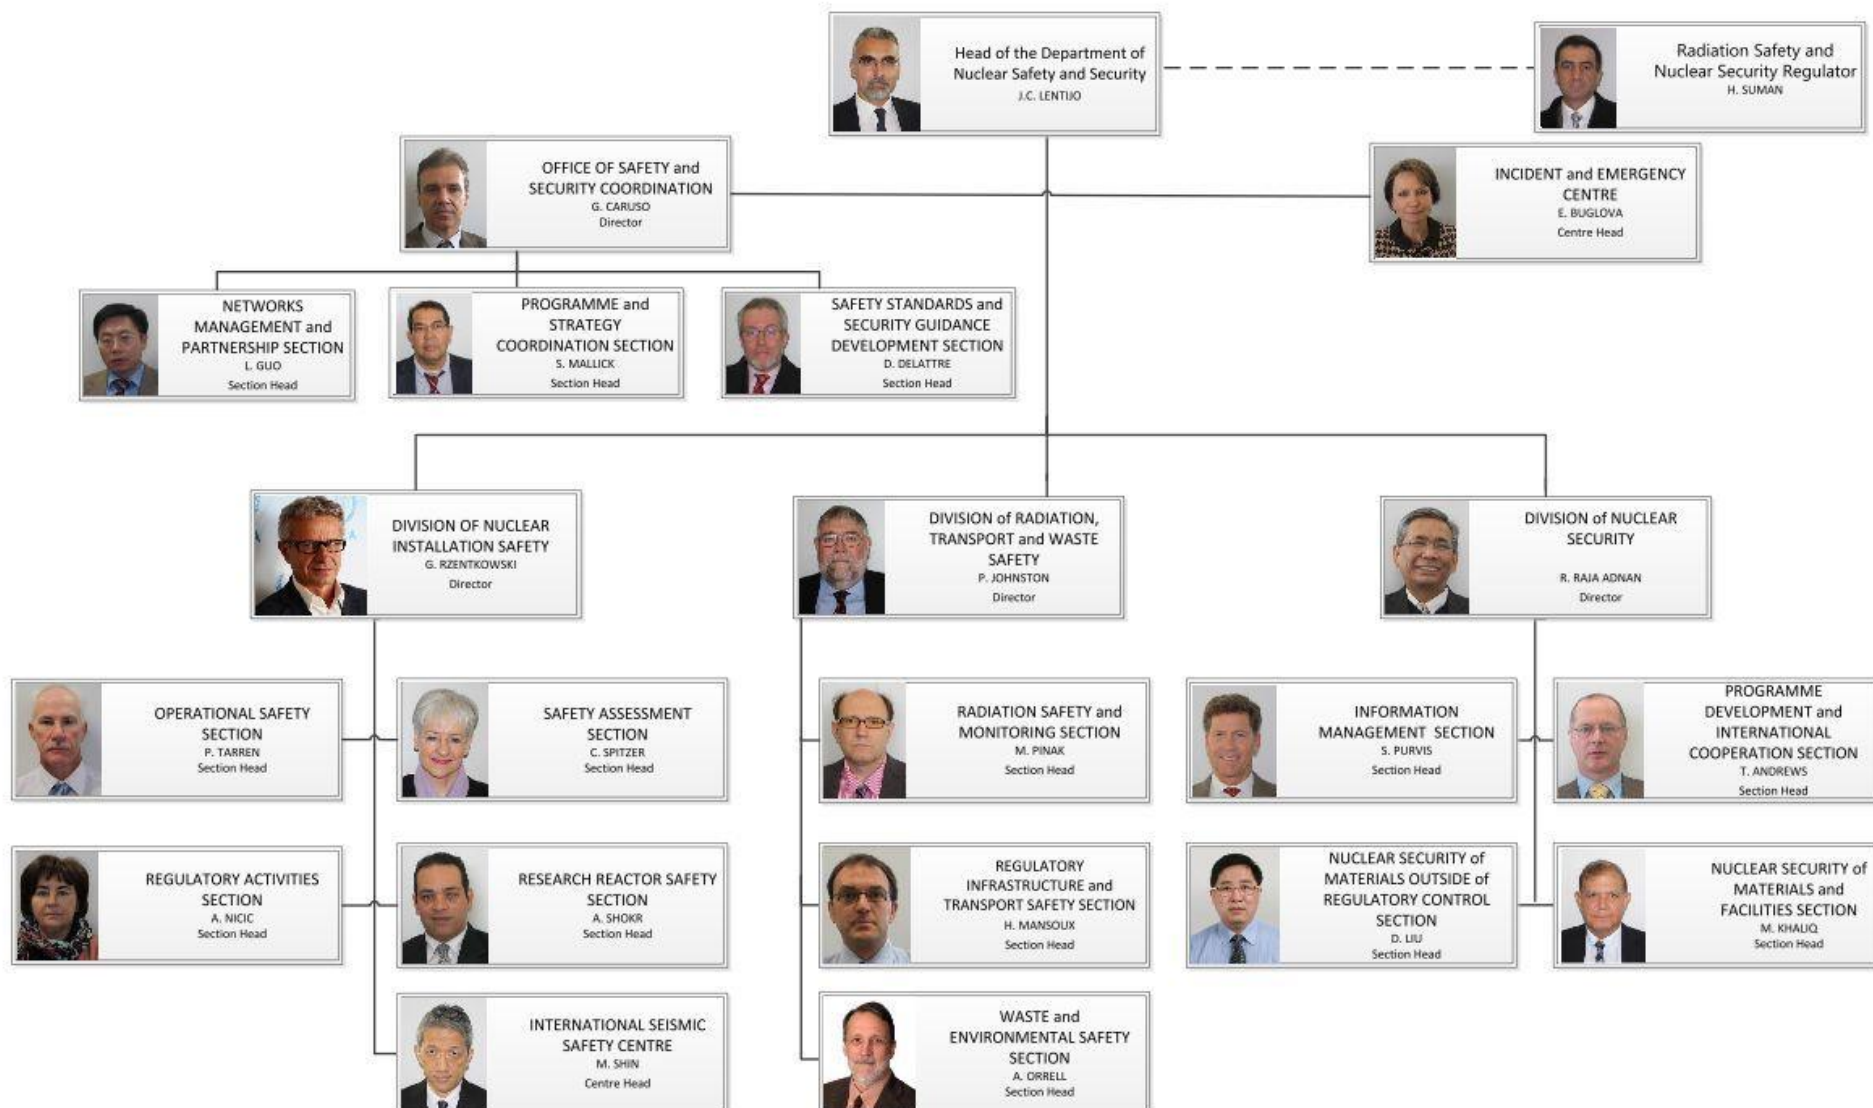 Head of the Department of
Nuclear Safety and Security
J.C. LENTIJO
Radiation Safety and
Nuclear Security Regulator
H. SUMAN
OFFICE OF SAFETY and
SECURITY COORDINATION
G. CARUSO
Director
INCIDENT and EMERGENCY
CENTRE
E. BUGLOVA
Centre Head
NETWORKS
MANAGEMENT and
PARTNERSHIP SECTION
L. GUO
Section Head
PROGRAMME and
STRATEGY
COORDINATION SECTION
S. MALLICK
Section Head
SAFETY STANDARDS and
SECURITY GUIDANCE
DEVELOPMENT SECTION
D. DELATTRE
Section Head
DIVISION OF NUCLEAR
INSTALLATION SAFETY
G. RZENTKOWSKI
Director
DIVISION of RADIATION,
TRANSPORT and WASTE
SAFETY
P. JOHNSTON
Director
DIVISION of NUCLEAR
SECURITY
R. RAJA ADNAN
Director
OPERATIONAL SAFETY
SECTION
P. TARREN
Section Head
SAFETY ASSESSMENT
SECTION
C. SPITZER
Section Head
RADIATION SAFETY and
MONITORING SECTION
M. PINAK
Section Head
INFORMATION
MANAGEMENT SECTION
S. PURVIS
Section Head
PROGRAMME
DEVELOPMENT and
INTERNATIONAL
COOPERATION SECTION
T. ANDREWS
Section Head
REGULATORY ACTIVITIES
SECTION
A. NICIC
Section Head
RESEARCH REACTOR SAFETY
SECTION
A. SHOKR
Section Head
REGULATORY
INFRASTRUCTURE and
TRANSPORT SAFETY SECTION
H. MANSOUX
Section Head
NUCLEAR SECURITY of
MATERIALS OUTSIDE of
REGULATORY CONTROL
SECTION
D. LIU
Section Head
NUCLEAR SECURITY of
MATERIALS and
FACILITIES SECTION
M. KHALIQ
Section Head
INTERNATIONAL SEISMIC
SAFETY CENTRE
M. SHIN
Centre Head
WASTE and
ENVIRONMENTAL SAFETY
SECTION
A. ORRELL
Section Head